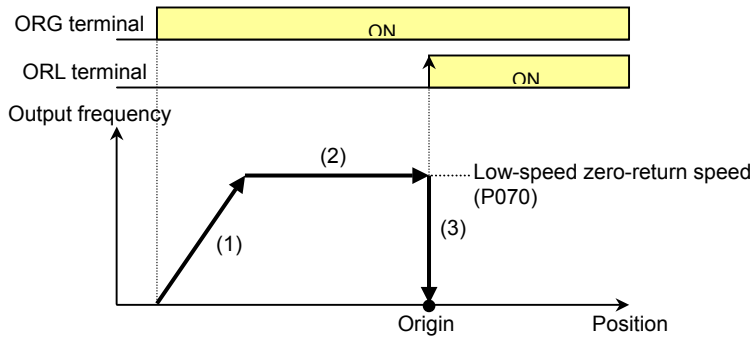 ORG terminal
ON
ORL terminal
ON
Output frequency
(2)
Low-speed zero-return speed
(P070)
(1)
(3)
Origin
Position